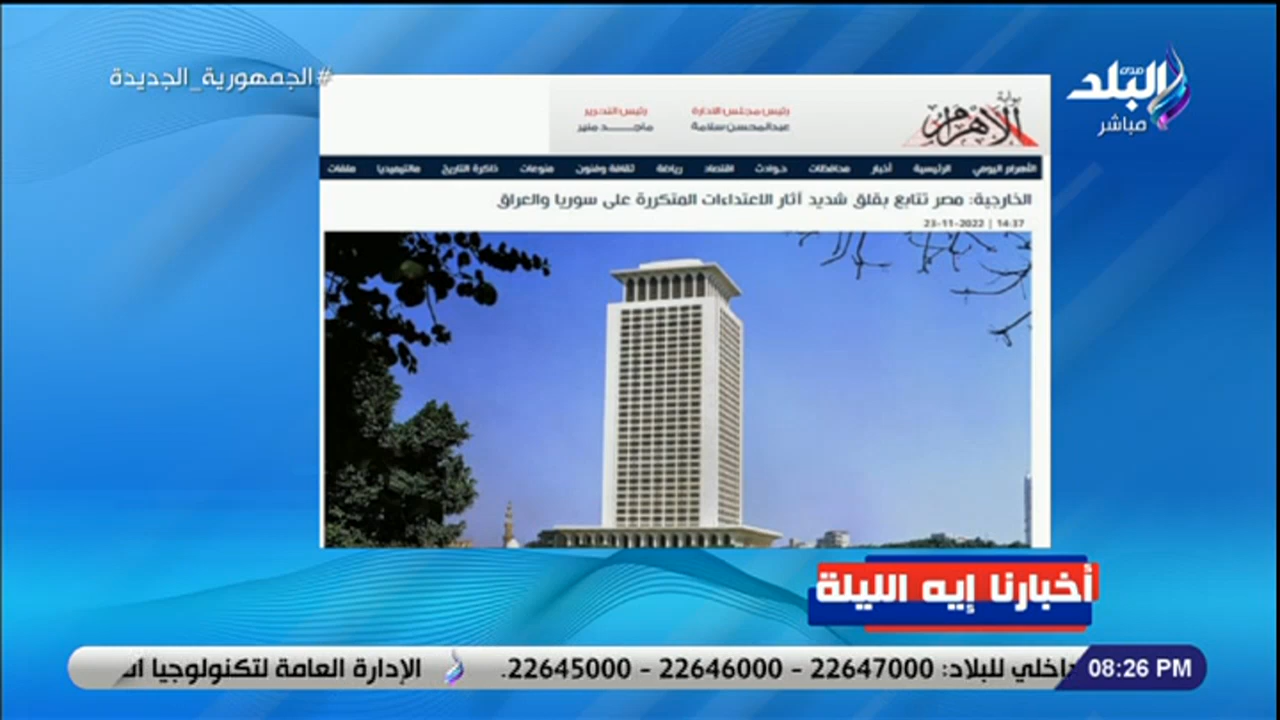 #الجمهورية_الجديدة
صدى البلد
مباشر
بوابة الأهرام
رئيس مجلس الادارة
عبدالمحسن سلامة
رئيس التحرير
ماجد منير
الأهرام اليومي الرئيسية أخبار محافظات حوادث اقتصاد رياضة ثقافة وفنون منوعات ذاكرة التاريخ مالتيميديا ملفات
الخارجية: مصر تتابع بقلق شديد آثار الاعتداءات المتكررة على سوريا والعراق
23-11-2022 | 14:37
أخبارنا إيه الليلة
08:26 PM
داخلي للبلاد: 22647000 - 22646000 - 22645000. الإدارة العامة لتكنولوجيا